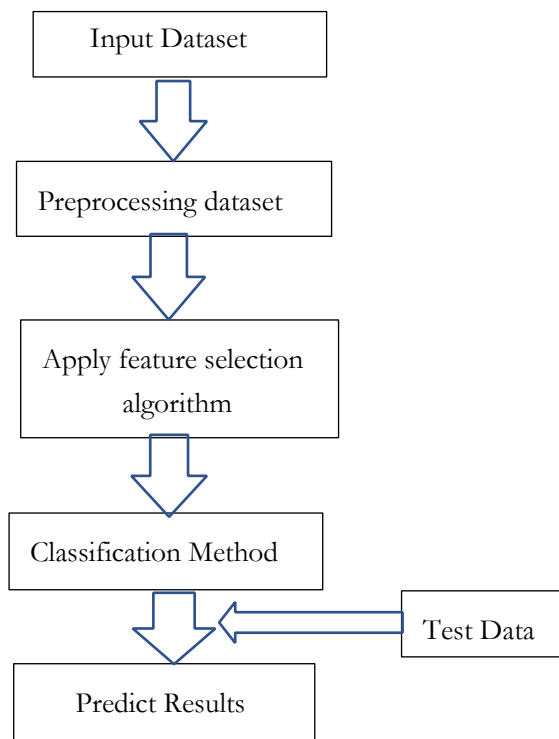 Input Dataset
Preprocessing dataset
Apply feature selection
algorithm
Classification Method
Test Data
Predict Results